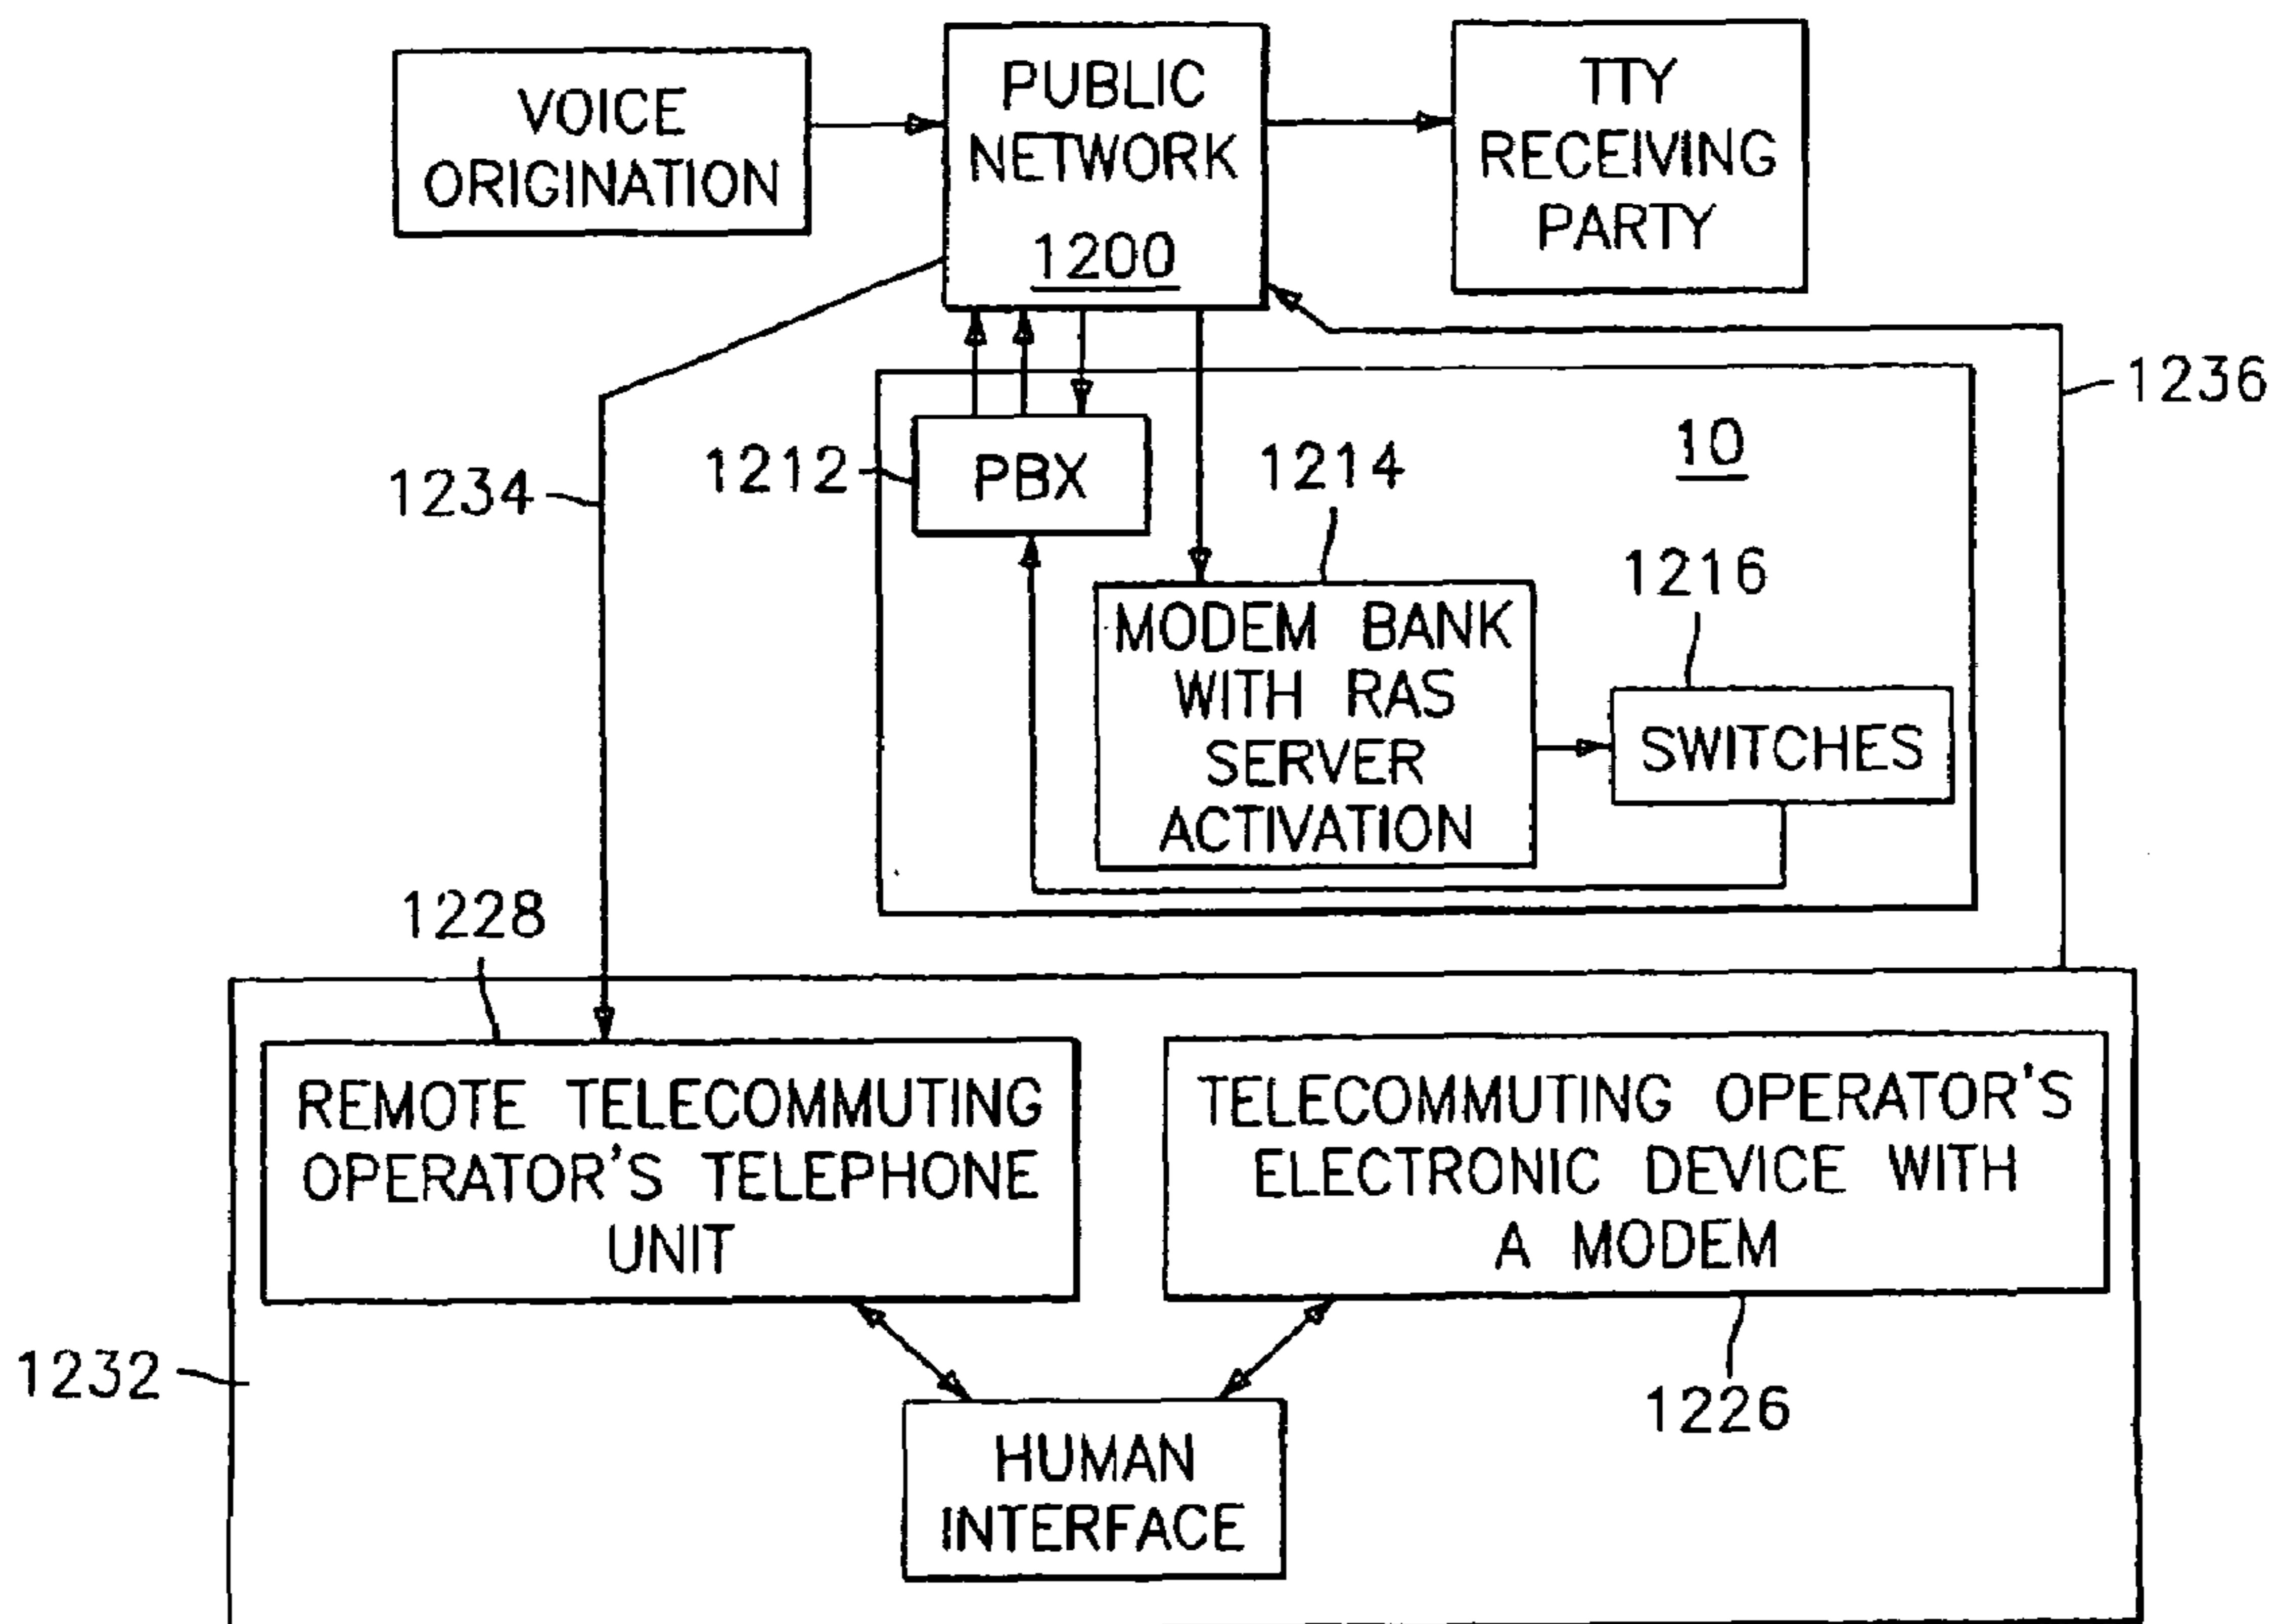 VOICE
ORIGINATION
PUBLIC
NETWORK
1200
TTY
RECEIVING
PARTY
1236
1234
1212
PBX
1214
10
1216
MODEM BANK
WITH RAS
SERVER
ACTIVATION
SWITCHES
1228
REMOTE TELECOMMUTING
OPERATOR'S TELEPHONE
UNIT
TELECOMMUTING OPERATOR'S
ELECTRONIC DEVICE WITH
A MODEM
1232
1226
HUMAN
INTERFACE